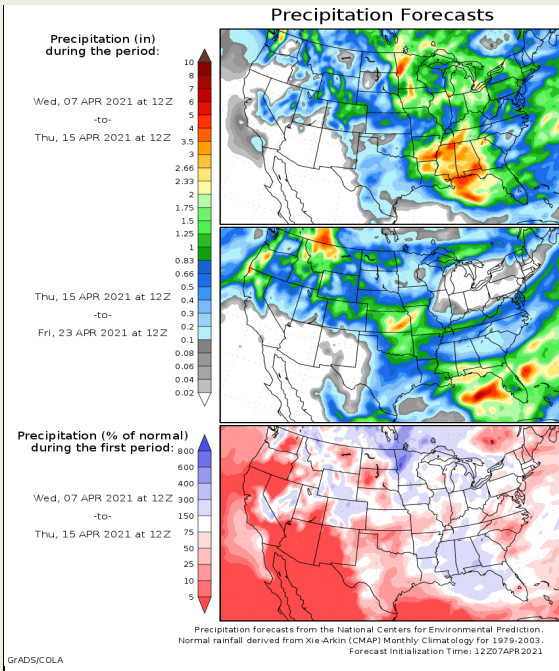 Precipitation Forecasts
Precipitation (in)
during the period:
Wed, 07 APR 2021 at 12Z
-to-
Thu, 15 APR 2021 at 12Z
10
8
7
6
5
4
3.5
3
2.66
2.33
2
1.75
1.5
1.25
1
0.83
0.66
0.5
0.4
0.3
0.2
0.1
0.08
0.06
0.04
0.02
Thu, 15 APR 2021 at 12Z
-to-
Fri, 23 APR 2021 at 12Z
Precipitation (% of normal)
during the first period:
Wed, 07 APR 2021 at 12Z
-to-
Thu, 15 APR 2021 at 12Z
800
600
400
300
150
75
50
25
10
5
Precipitation forecasts from the National Centers for Environmental Prediction.
Normal rainfall derived from Xie-Arkin (CMAP) Monthly Climatology for 1979-2003.
Forecast Initialization Time: 12Z07APR2021
GrADS/COLA